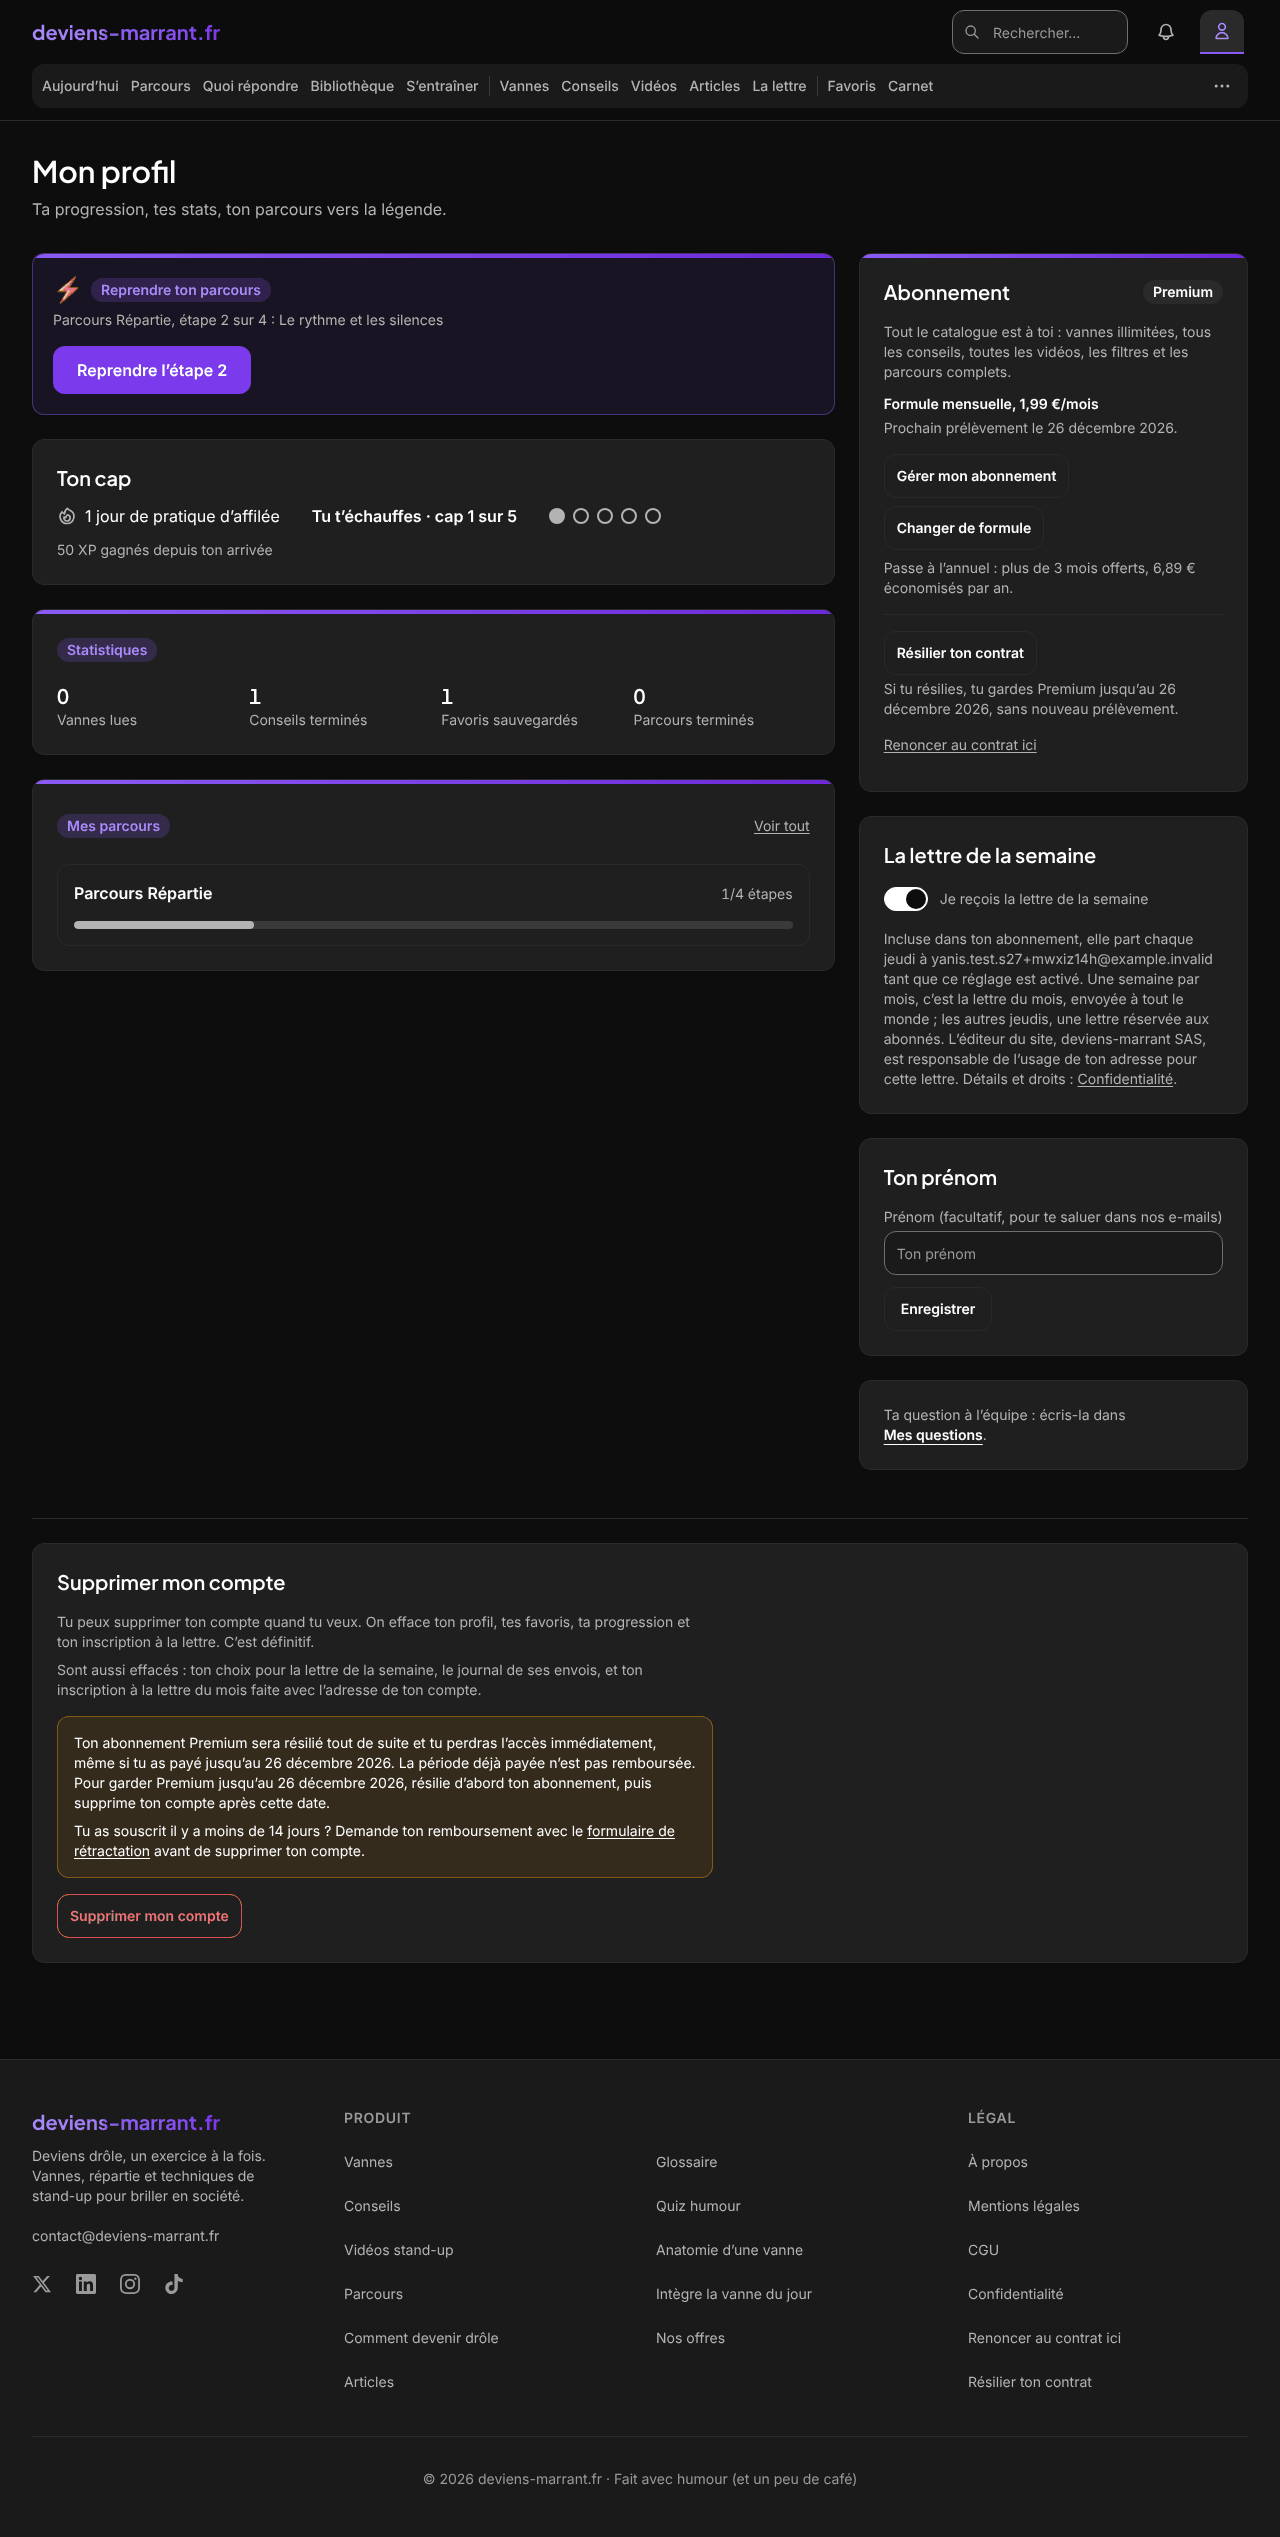 deviens-marrant.fr
Rechercher...
Aujourd’hui Parcours Quoi répondre Bibliothèque S’entraîner Vannes Conseils Vidéos Articles La lettre Favoris Carnet
Mon profil
Ta progression, tes stats, ton parcours vers la légende.
Reprendre ton parcours
Parcours Répartie, étape 2 sur 4 : Le rythme et les silences
Reprendre l’étape 2
Ton cap
1 jour de pratique d’affilée
Tu t’échauffes · cap 1 sur 5
50 XP gagnés depuis ton arrivée
Statistiques
0 1 1 0
Vannes lues Conseils terminés Favoris sauvegardés Parcours terminés
Mes parcours
Voir tout
Parcours Répartie
1/4 étapes
Abonnement
Premium
Tout le catalogue est à toi : vannes illimitées, tous
les conseils, toutes les vidéos, les filtres et les
parcours complets.
Formule mensuelle, 1,99 €/mois
Prochain prélèvement le 26 décembre 2026.
Gérer mon abonnement
Changer de formule
Passe à l’annuel : plus de 3 mois offerts, 6,89 €
économisés par an.
Résilier ton contrat
Si tu résilies, tu gardes Premium jusqu’au 26
décembre 2026, sans nouveau prélèvement.
Renoncer au contrat ici
La lettre de la semaine
Je reçois la lettre de la semaine
Incluse dans ton abonnement, elle part chaque
jeudi à yanis.test.s27+mwxiz14h@example.invalid
tant que ce réglage est activé. Une semaine par
mois, c’est la lettre du mois, envoyée à tout le
monde ; les autres jeudis, une lettre réservée aux
abonnés. L’éditeur du site, deviens-marrant SAS,
est responsable de l’usage de ton adresse pour
cette lettre. Détails et droits : Confidentialité.
Ton prénom
Prénom (facultatif, pour te saluer dans nos e-mails)
Ton prénom
Enregistrer
Ta question à l’équipe : écris-la dans
Mes questions.
Supprimer mon compte
Tu peux supprimer ton compte quand tu veux. On efface ton profil, tes favoris, ta progression et
ton inscription à la lettre. C’est définitif.
Sont aussi effacés : ton choix pour la lettre de la semaine, le journal de ses envois, et ton
inscription à la lettre du mois faite avec l’adresse de ton compte.
Ton abonnement Premium sera résilié tout de suite et tu perdras l’accès immédiatement,
même si tu as payé jusqu’au 26 décembre 2026. La période déjà payée n’est pas remboursée.
Pour garder Premium jusqu’au 26 décembre 2026, résilie d’abord ton abonnement, puis
supprime ton compte après cette date.
Tu as souscrit il y a moins de 14 jours ? Demande ton remboursement avec le formulaire de
rétractation avant de supprimer ton compte.
Supprimer mon compte
deviens-marrant.fr
Deviens drôle, un exercice à la fois.
Vannes, répartie et techniques de
stand-up pour briller en société.
contact@deviens-marrant.fr
PRODUIT
Vannes
Conseils
Vidéos stand-up
Parcours
Comment devenir drôle
Articles
Glossaire
Quiz humour
Anatomie d’une vanne
Intègre la vanne du jour
Nos offres
LÉGAL
À propos
Mentions légales
CGU
Confidentialité
Renoncer au contrat ici
Résilier ton contrat
© 2026 deviens-marrant.fr · Fait avec humour (et un peu de café)